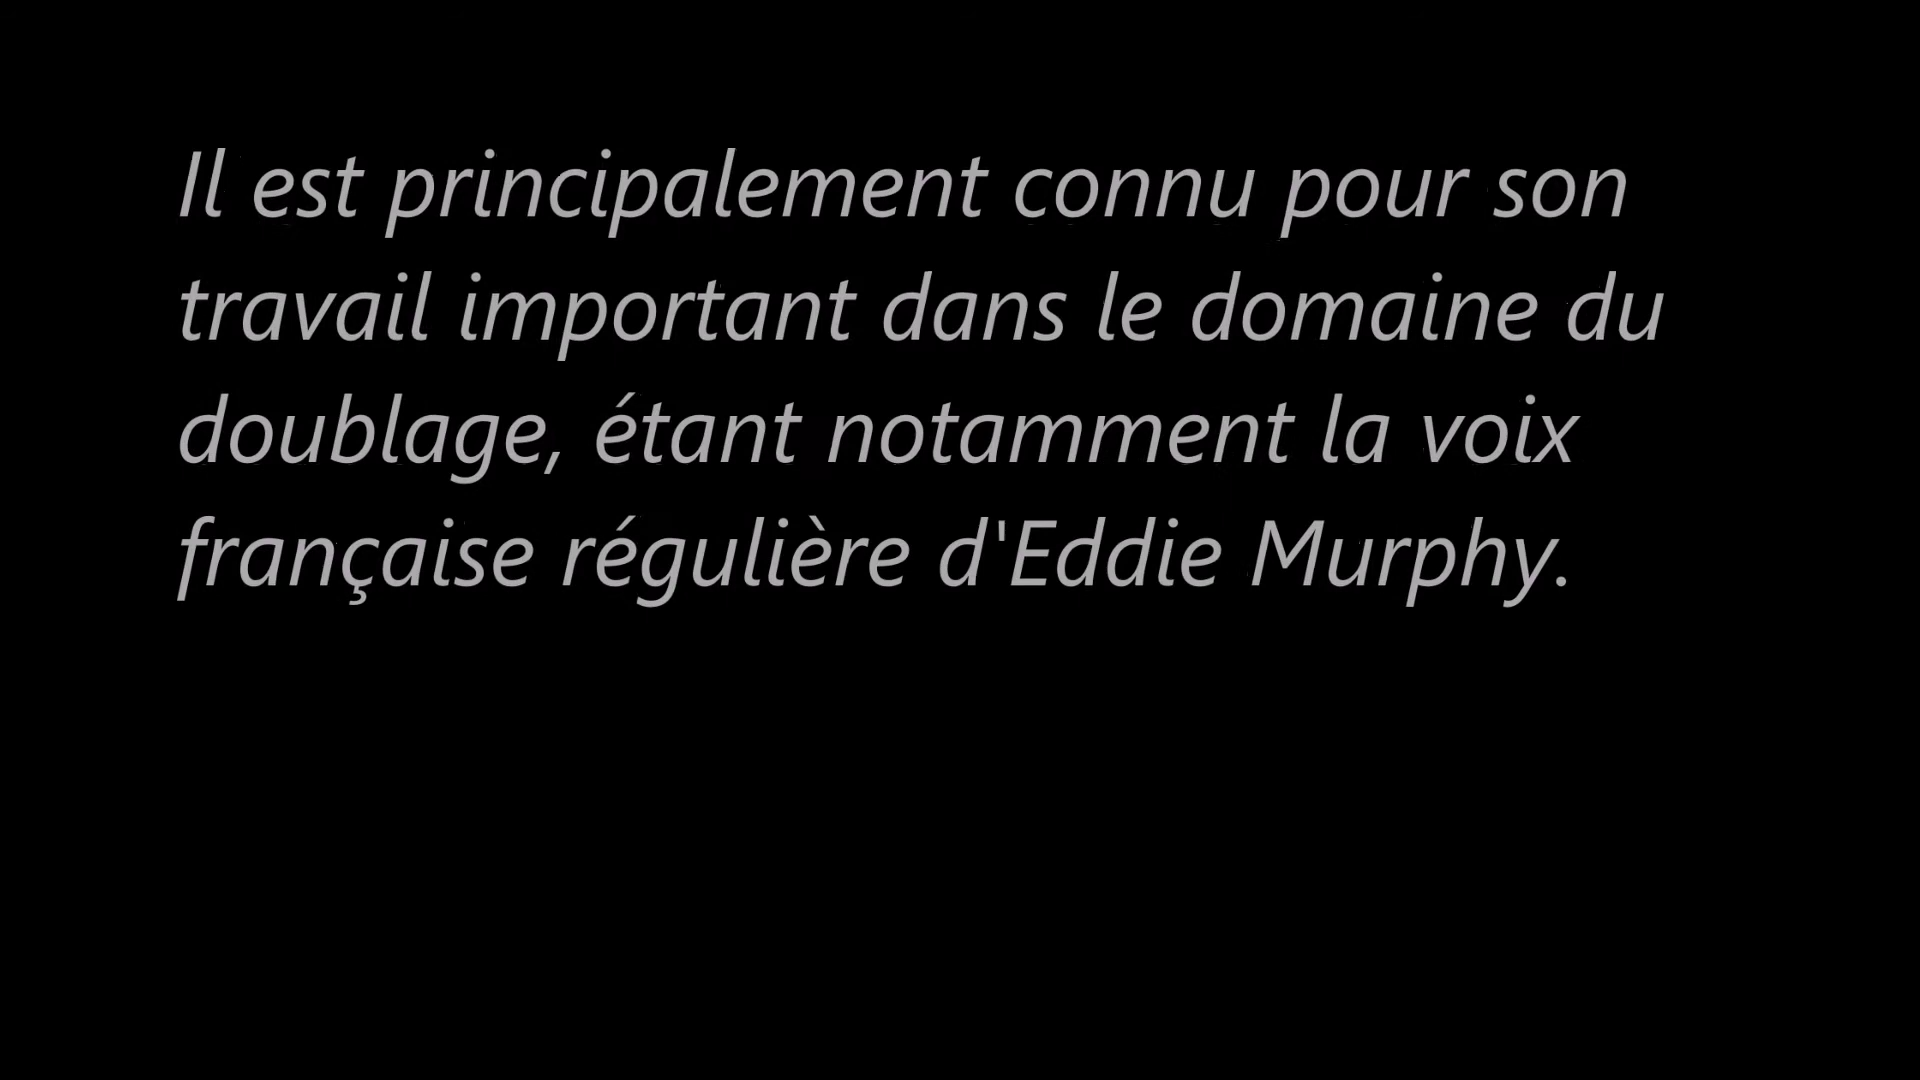 Il est principalement connu pour son
travail important dans le domaine du
doublage, étant notamment la voix
française régulière d'Eddie Murphy.